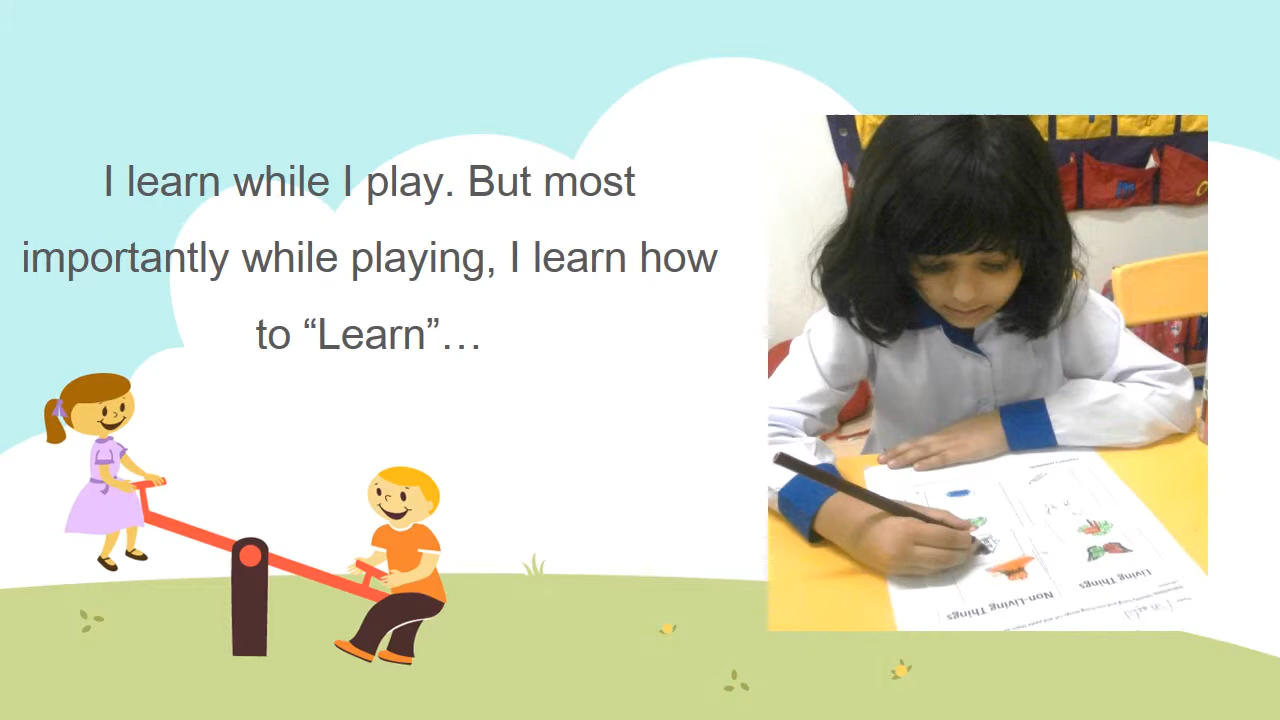 I learn while I play. But most
importantly while playing, I learn how
to “Learn”…
Living Things
Non-Living Things